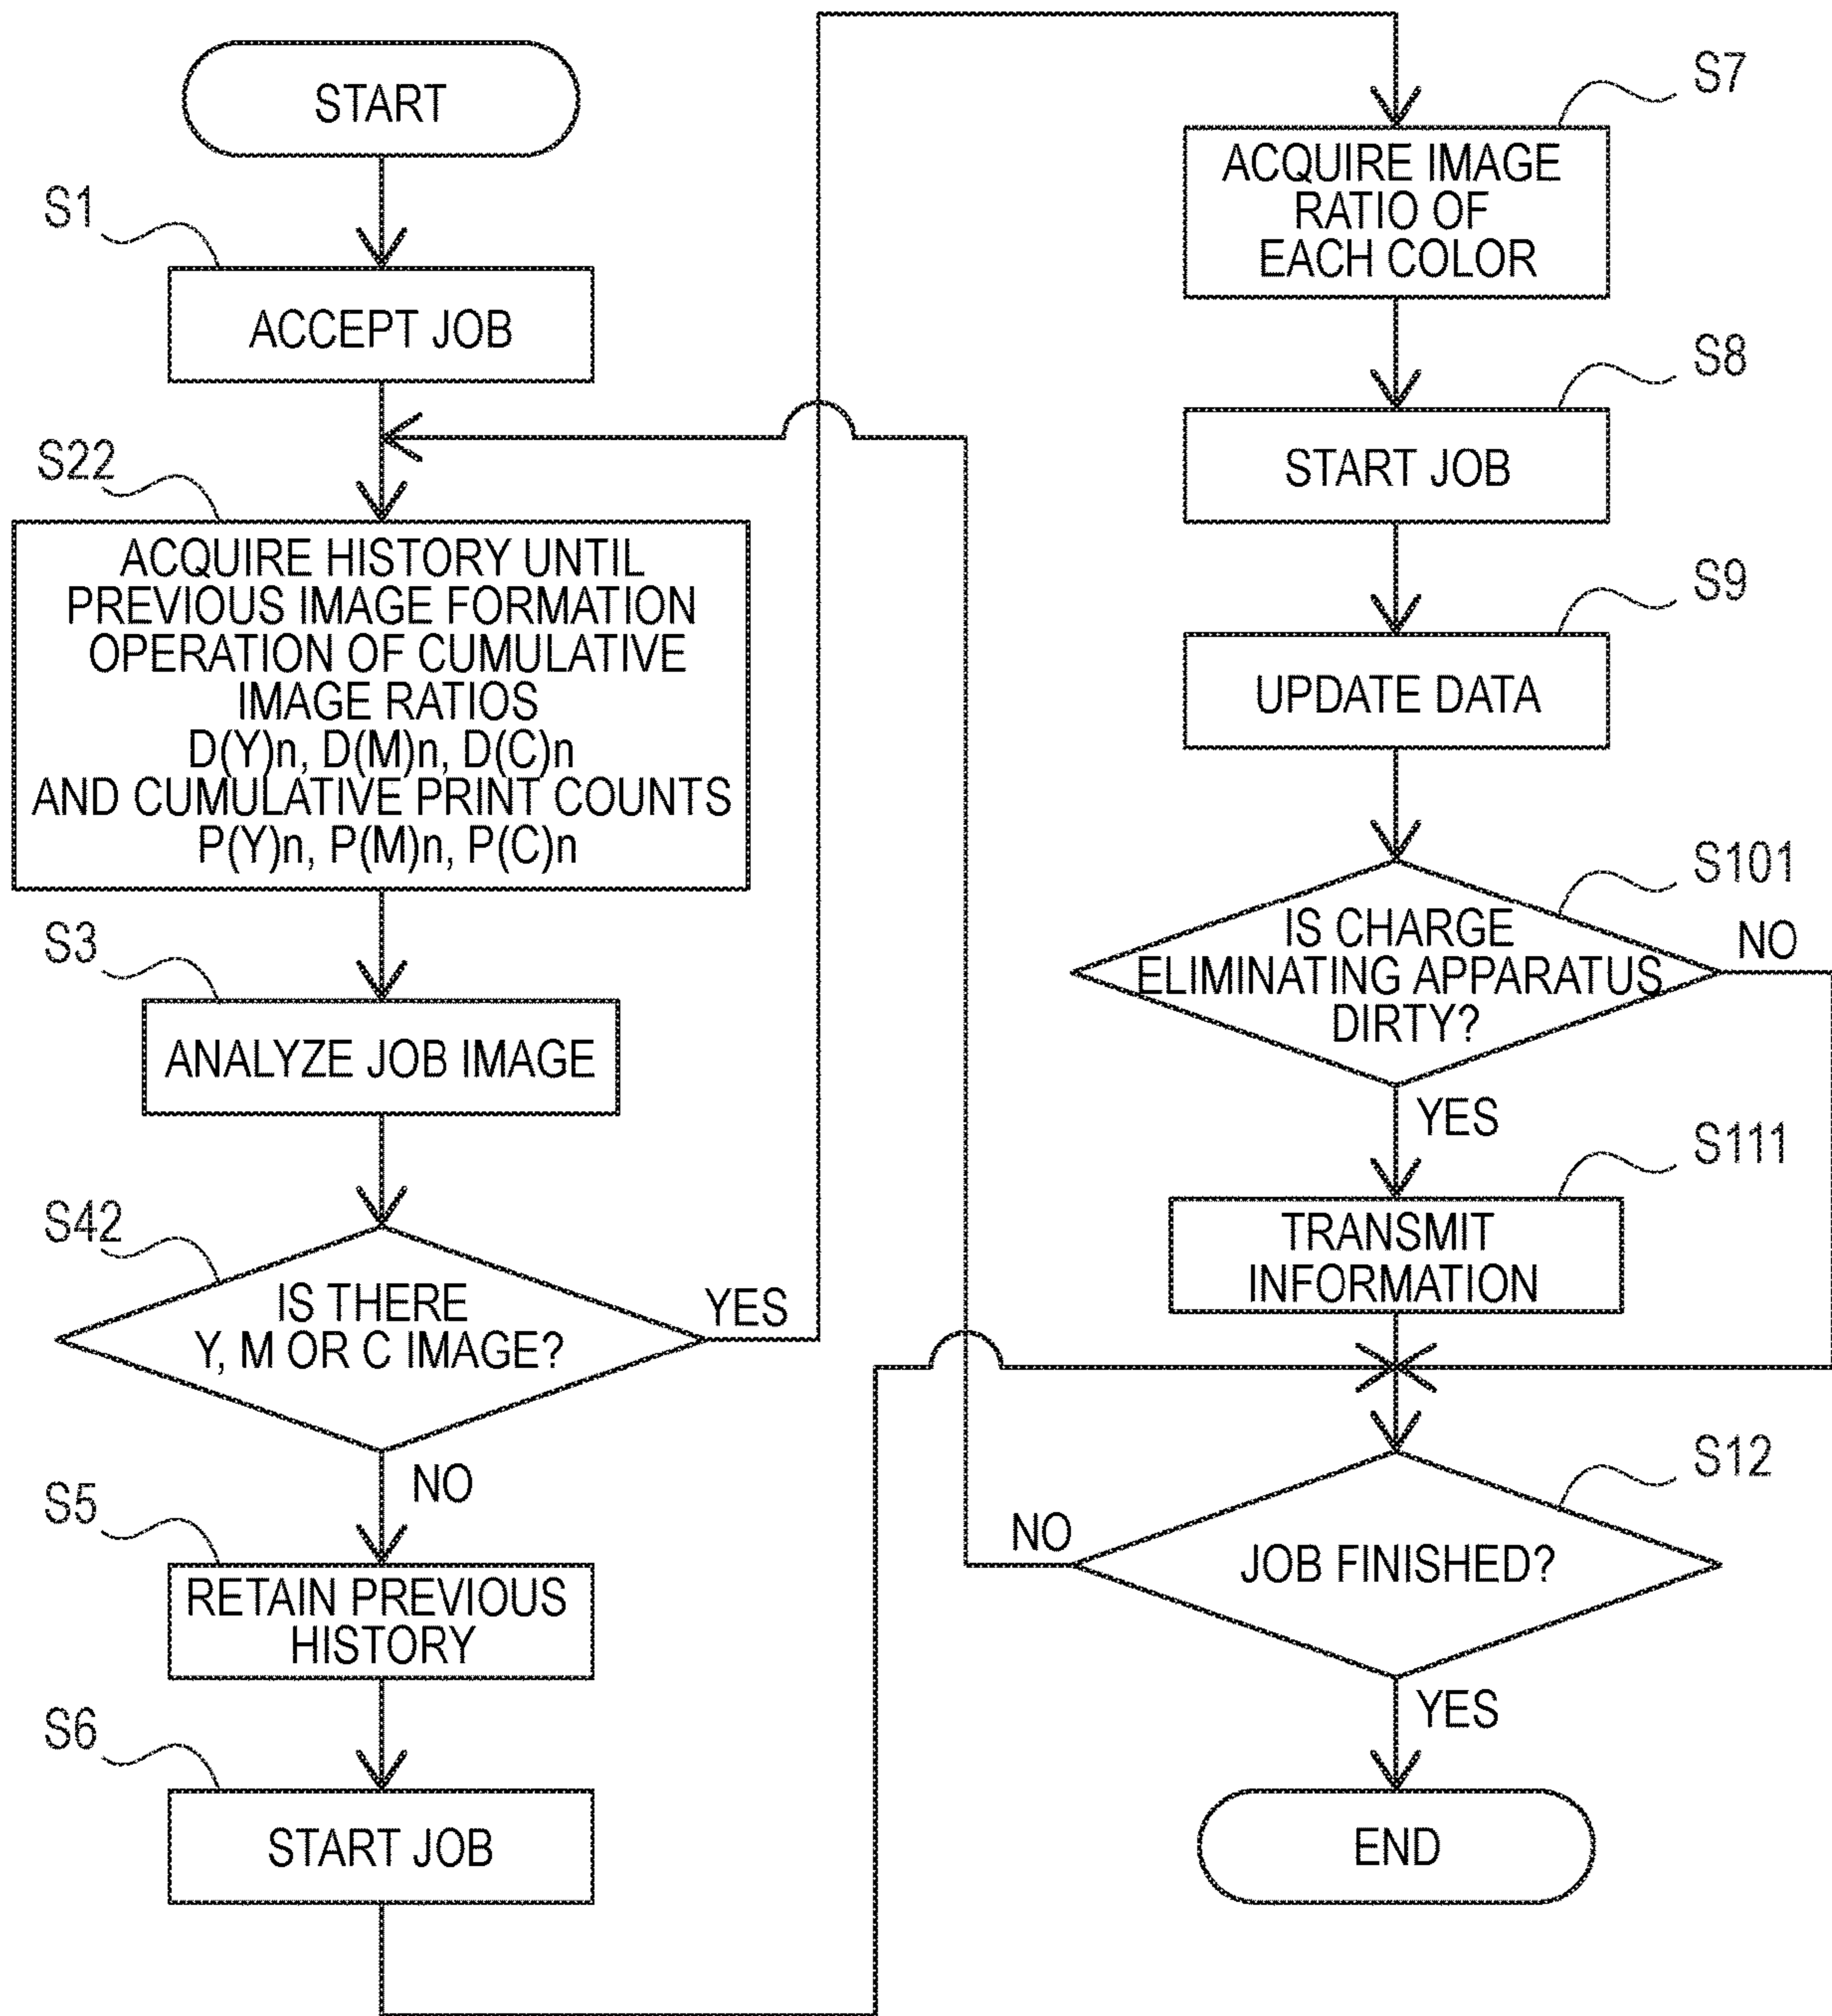 START
S1
ACCEPT JOB
S22
ACQUIRE HISTORY UNTIL
PREVIOUS IMAGE FORMATION
OPERATION OF CUMULATIVE
IMAGE RATIOS
D(Y)n, D(M)n, D(C)n
AND CUMULATIVE PRINT COUNTS
P(Y)n, P(M)n, P(C)n
S3
ANALYZE JOB IMAGE
S42
IS THERE
Y, M OR C IMAGE?
YES
NO
S5
RETAIN PREVIOUS
HISTORY
S6
START JOB
S7
ACQUIRE IMAGE
RATIO OF
EACH COLOR
S8
START JOB
S9
UPDATE DATA
S101
IS CHARGE
ELIMINATING APPARATUS
DIRTY?
NO
YES
S111
TRANSMIT
INFORMATION
S12
JOB FINISHED?
NO
YES
END